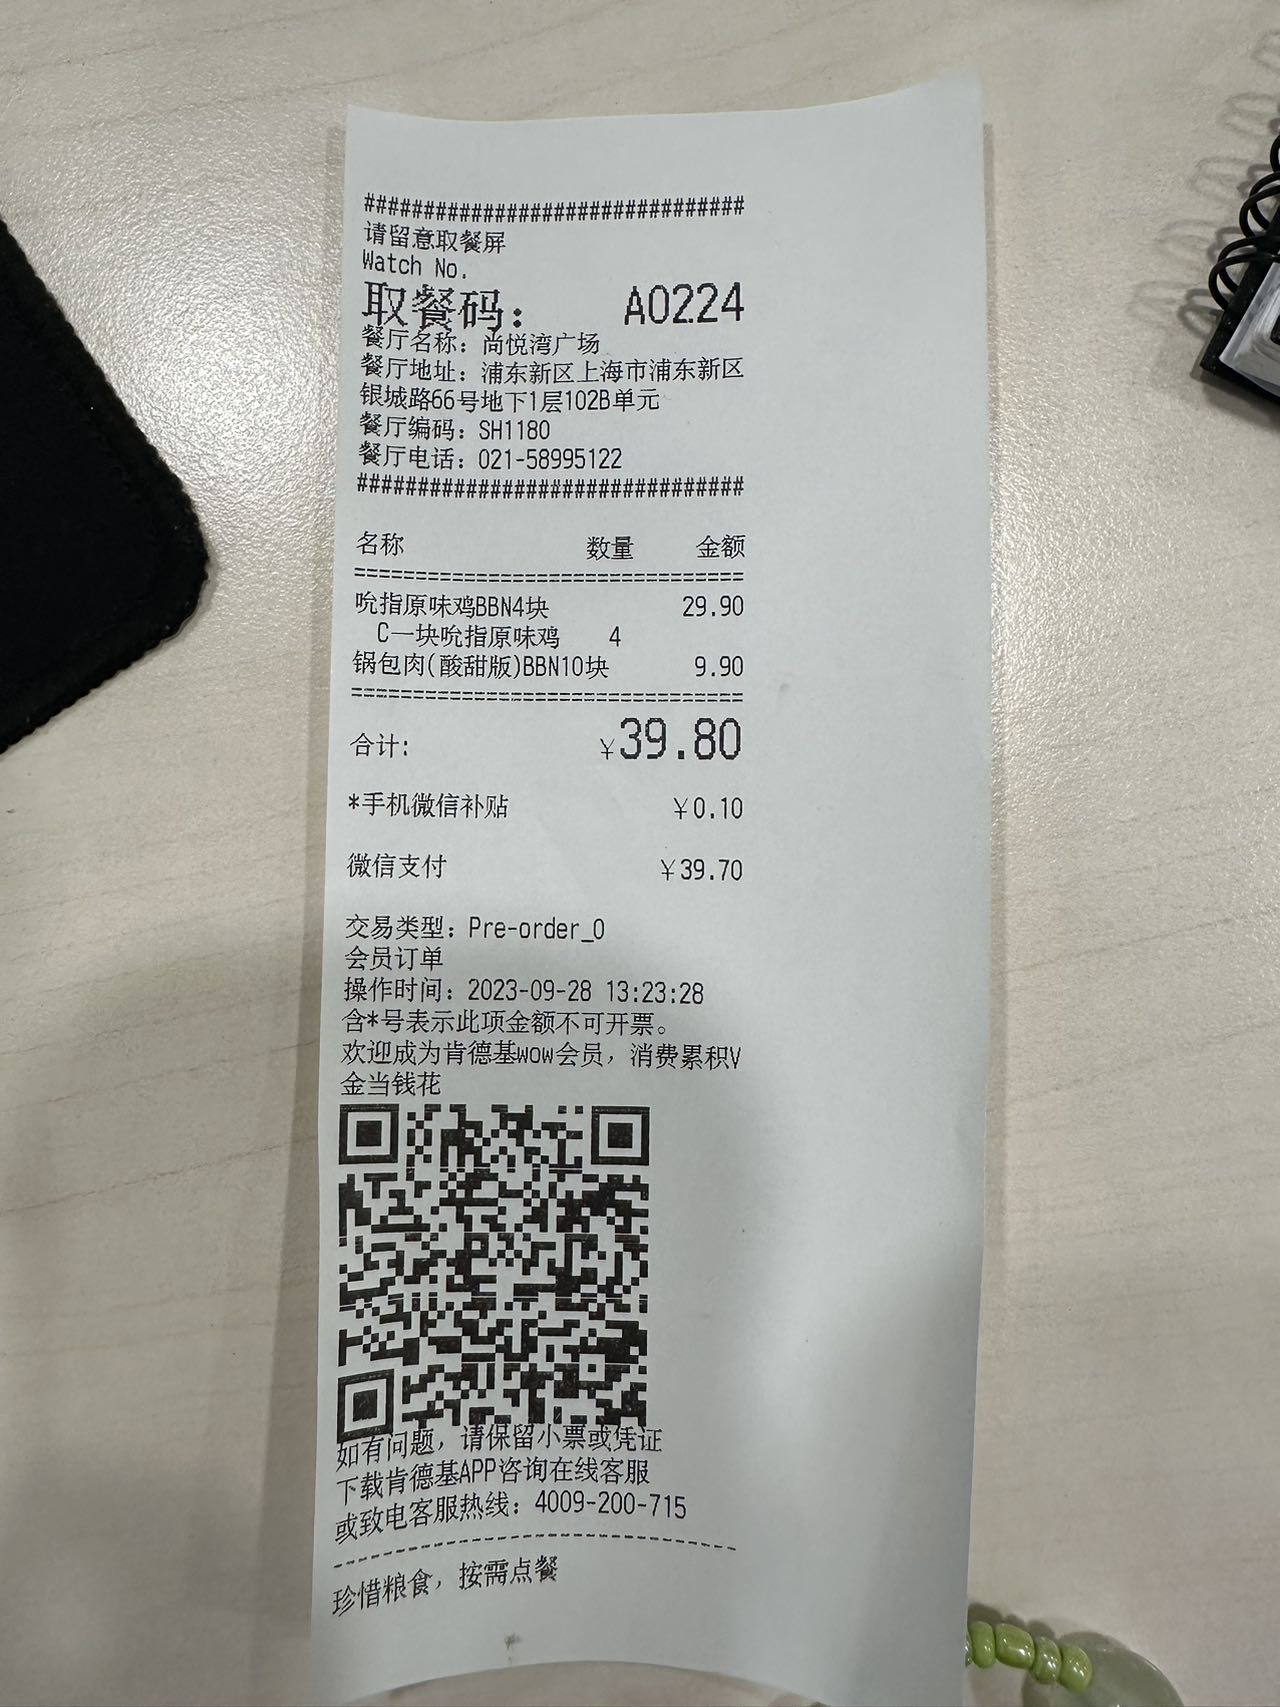 ################################
请留意取餐屏
Watch No.
取餐码: A0224
餐厅名称: 尚悦湾广场
餐厅地址: 浦东新区上海市浦东新区
银城路66号地下1层102B单元
餐厅编码: SH1180
餐厅电话: 021-58995122
################################
名称 数量 金额
================================
吮指原味鸡BBN4块 29.90
C一块吮指原味鸡 4
锅包肉(酸甜版)BBN10块 9.90
================================
合计: ¥39.80
*手机微信补贴 ¥0.10
微信支付 ¥39.70
交易类型: Pre-order_0
会员订单
操作时间: 2023-09-28 13:23:28
含*号表示此项金额不可开票。
欢迎成为肯德基wow会员，消费累积V
金当钱花
如有问题，请保留小票或凭证
下载肯德基APP咨询在线客服
或致电客服热线: 4009-200-715
--------------------------------
珍惜粮食，按需点餐